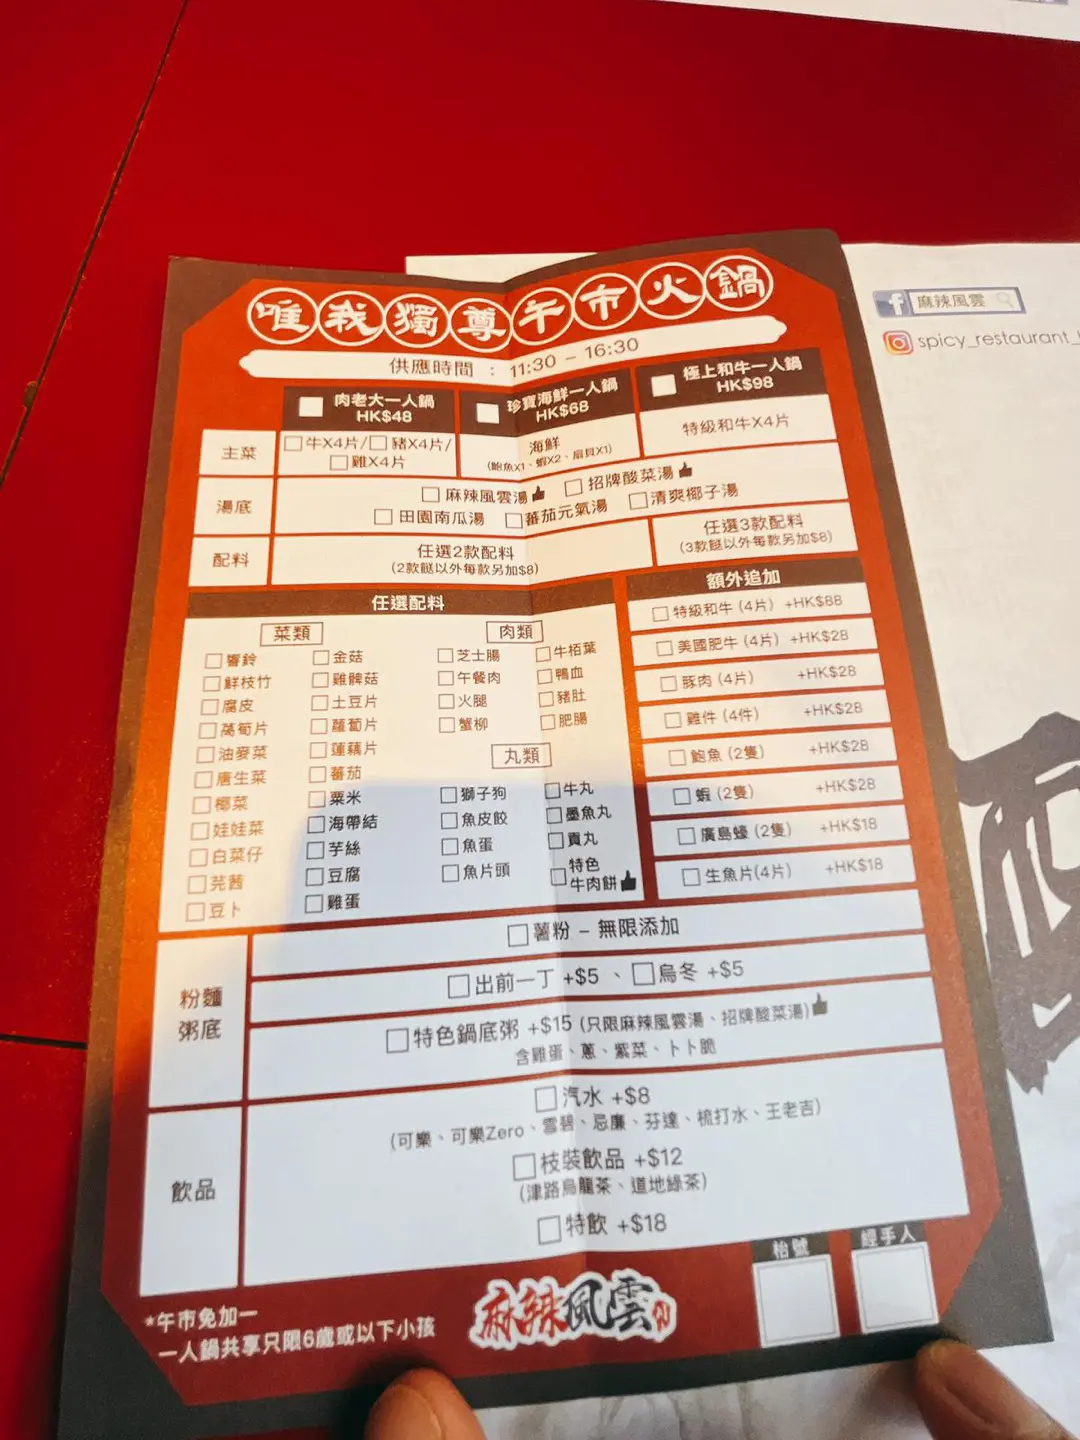 麻辣風雲
spicy_restaurant_
唯我獨尊午市火鍋
供應時間 : 11:30 - 16:30
肉老大一人鍋
HK$48
珍寶海鮮一人鍋
HK$68
極上和牛一人鍋
HK$98
主菜
牛X4片/ 豬X4片/
雞X4片
海鮮
(鮑魚X1、蝦X2、扇貝X1)
特級和牛X4片
湯底
麻辣風雲湯 招牌酸菜湯
田園南瓜湯 蕃茄元氣湯 清爽椰子湯
配料
任選2款配料
(2款餸以外每款另加$8)
任選3款配料
(3款餸以外每款另加$8)
任選配料
菜類
響鈴
鮮枝竹
腐皮
萵筍片
油麥菜
唐生菜
椰菜
娃娃菜
白菜仔
芫茜
豆卜
金菇
雞髀菇
土豆片
蘿蔔片
蓮藕片
蕃茄
粟米
海帶結
芋絲
豆腐
雞蛋
肉類
芝士腸
午餐肉
火腿
蟹柳
牛栢葉
鴨血
豬肚
肥腸
丸類
獅子狗
魚皮餃
魚蛋
魚片頭
牛丸
墨魚丸
貢丸
特色
牛肉餅
額外追加
特級和牛 (4片) +HK$88
美國肥牛 (4片) +HK$28
豚肉 (4片) +HK$28
雞件 (4件) +HK$28
鮑魚 (2隻) +HK$28
蝦 (2隻) +HK$28
廣島蠔 (2隻) +HK$18
生魚片(4片) +HK$18
粉麵
粥底
薯粉 - 無限添加
出前一丁 +$5 、 烏冬 +$5
特色鍋底粥 +$15 (只限麻辣風雲湯、招牌酸菜湯)
含雞蛋、蔥、紫菜、卜卜脆
飲品
汽水 +$8
(可樂、可樂Zero、雪碧、忌廉、芬達、梳打水、王老吉)
枝裝飲品 +$12
(津路烏龍茶、道地綠茶)
特飲 +$18
枱號
經手人
*午市免加一
一人鍋共享只限6歲或以下小孩
麻辣風雲